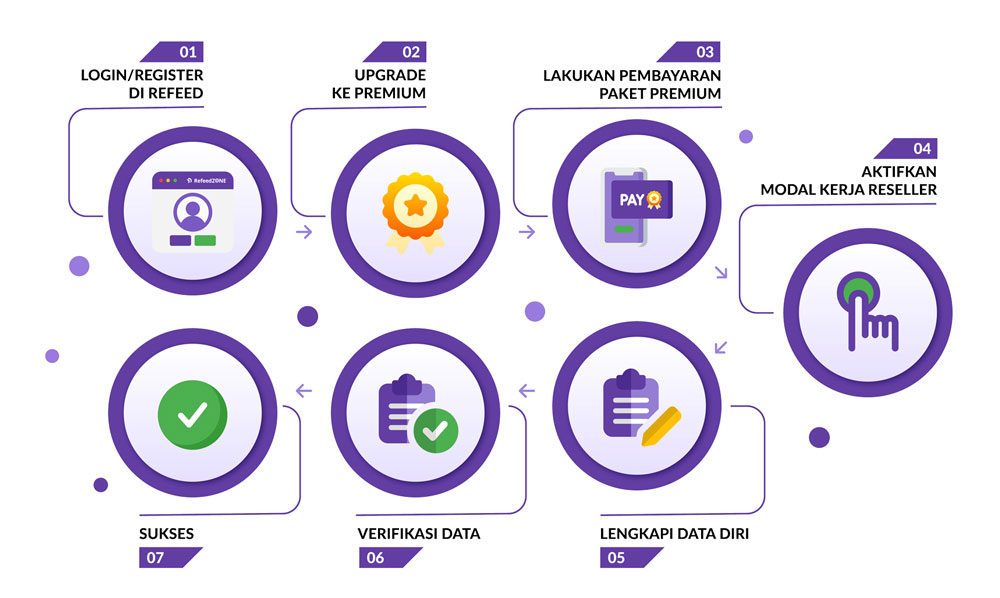 01
LOGIN/REGISTER
DI REFEED
RefeedZONE
02
UPGRADE
KE PREMIUM
03
LAKUKAN PEMBAYARAN
PAKET PREMIUM
PAY
04
AKTIFKAN
MODAL KERJA RESELLER
LENGKAPI DATA DIRI
05
VERIFIKASI DATA
06
SUKSES
07